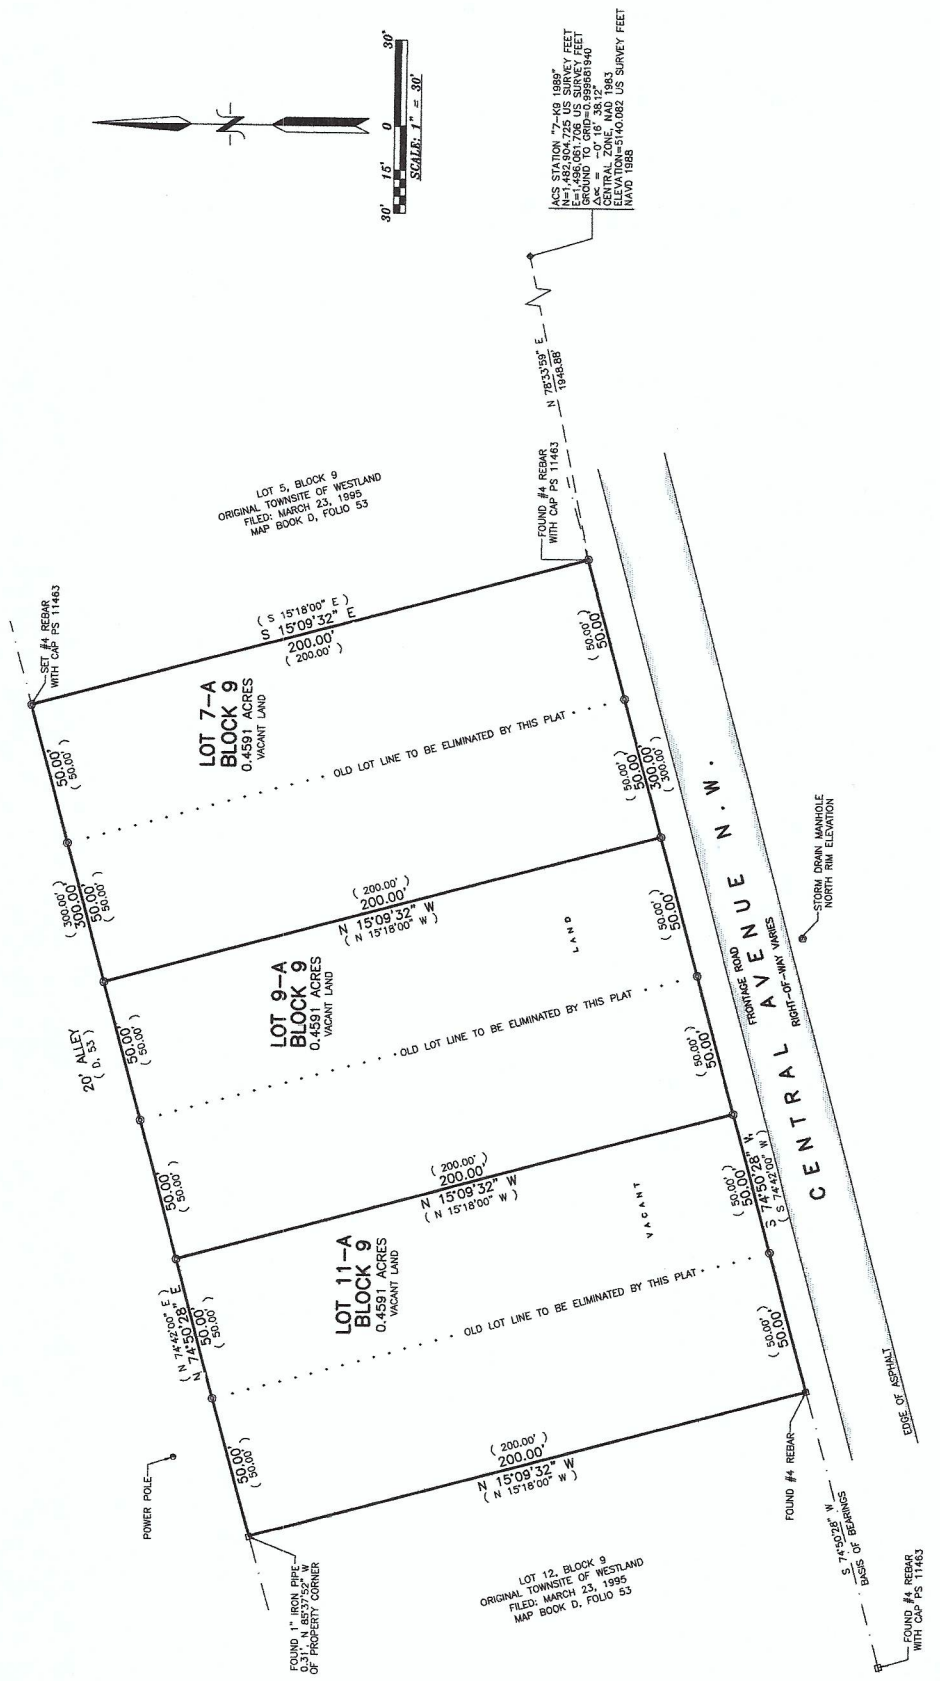 30' 15' 0 30'
SCALE: 1" = 30'
ACS STATION "7-K9 1989"
N=1,482,904.725 US SURVEY FEET
E=1,496,061.706 US SURVEY FEET
GROUND TO GRID=0.999681940
Δ∝ = -0° 16' 38.12"
CENTRAL ZONE, NAD 1983
ELEVATION=5140.082 US SURVEY FEET
NAVD 1988
N 78°33'59" E
1948.88'
LOT 5, BLOCK 9
ORIGINAL TOWNSITE OF WESTLAND
FILED: MARCH 23, 1995
MAP BOOK D, FOLIO 53
FOUND #4 REBAR
WITH CAP PS 11463
SET #4 REBAR
WITH CAP PS 11463
( S 15°18'00" E )
S 15°09'32" E
200.00'
( 200.00' )
LOT 7-A
BLOCK 9
0.4591 ACRES
VACANT LAND
50.00'
( 50.00' )
OLD LOT LINE TO BE ELIMINATED BY THIS PLAT
( 50.00' )
50.00'
( 300.00' )
300.00'
50.00'
( 50.00' )
( 50.00' )
50.00'
300.00'
( 300.00' )
( 200.00' )
200.00'
N 15°09'32" W
( N 15°18'00" W )
20' ALLEY
( D. 53 )
50.00'
( 50.00' )
LOT 9-A
BLOCK 9
0.4591 ACRES
VACANT LAND
LAND
( 50.00' )
50.00'
OLD LOT LINE TO BE ELIMINATED BY THIS PLAT
50.00'
( 50.00' )
( 50.00' )
50.00'
( 200.00' )
200.00'
N 15°09'32" W
( N 15°18'00" W )
LOT 11-A
BLOCK 9
0.4591 ACRES
VACANT LAND
VACANT
( N 74°42'00" E )
N 74°50'28" E
50.00'
( 50.00' )
( 50.00' )
50.00'
S 74°50'28" W
( S 74°42'00" W )
OLD LOT LINE TO BE ELIMINATED BY THIS PLAT
50.00'
( 50.00' )
( 50.00' )
50.00'
( 200.00' )
200.00'
N 15°09'32" W
( N 15°18'00" W )
FRONTAGE ROAD
CENTRAL AVENUE N.W.
RIGHT-OF-WAY VARIES
STORM DRAIN MANHOLE
NORTH RIM ELEVATION
EDGE OF ASPHALT
POWER POLE
FOUND 1" IRON PIPE
0.31', N 85°37'52" W
OF PROPERTY CORNER
FOUND #4 REBAR
LOT 12, BLOCK 9
ORIGINAL TOWNSITE OF WESTLAND
FILED: MARCH 23, 1995
MAP BOOK D, FOLIO 53
S 74°50'28" W
BASIS OF BEARINGS
FOUND #4 REBAR
WITH CAP PS 11463